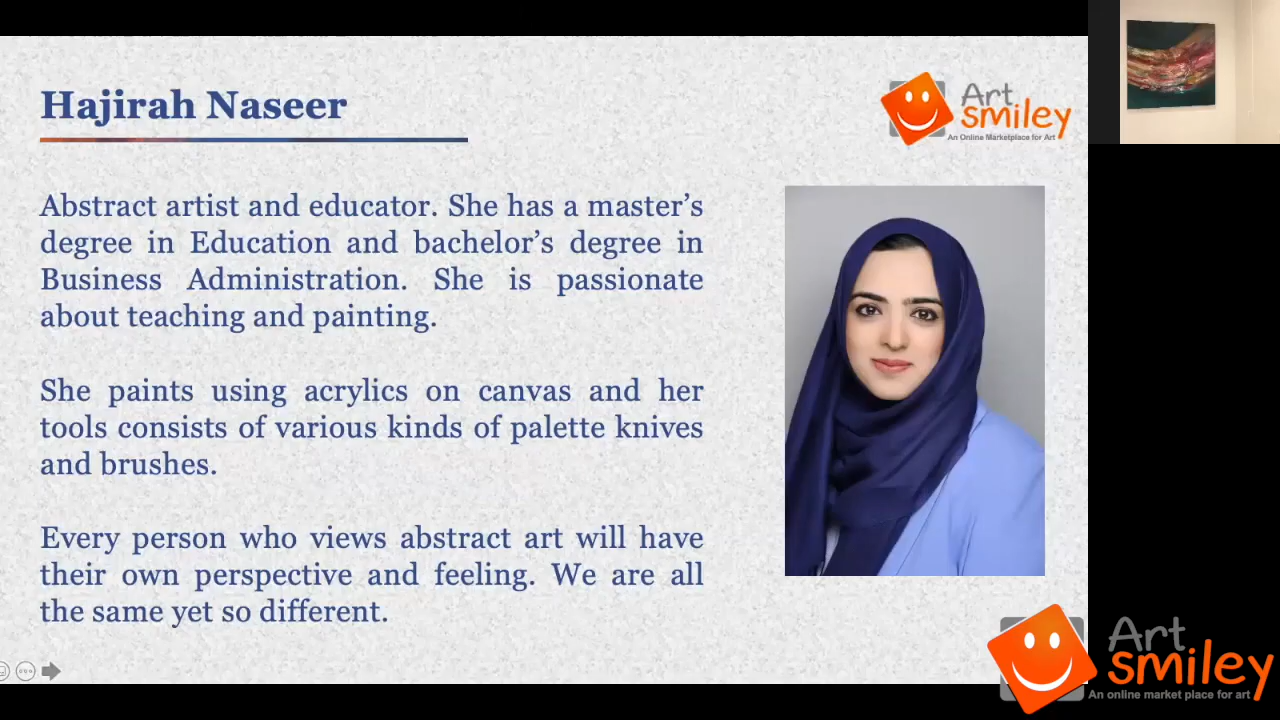 Hajirah Naseer
Art
smiley
An Online Marketplace for Art
Abstract artist and educator. She has a master’s
degree in Education and bachelor’s degree in
Business Administration. She is passionate
about teaching and painting.
She paints using acrylics on canvas and her
tools consists of various kinds of palette knives
and brushes.
Every person who views abstract art will have
their own perspective and feeling. We are all
the same yet so different.
Art
smiley
An online market place for art